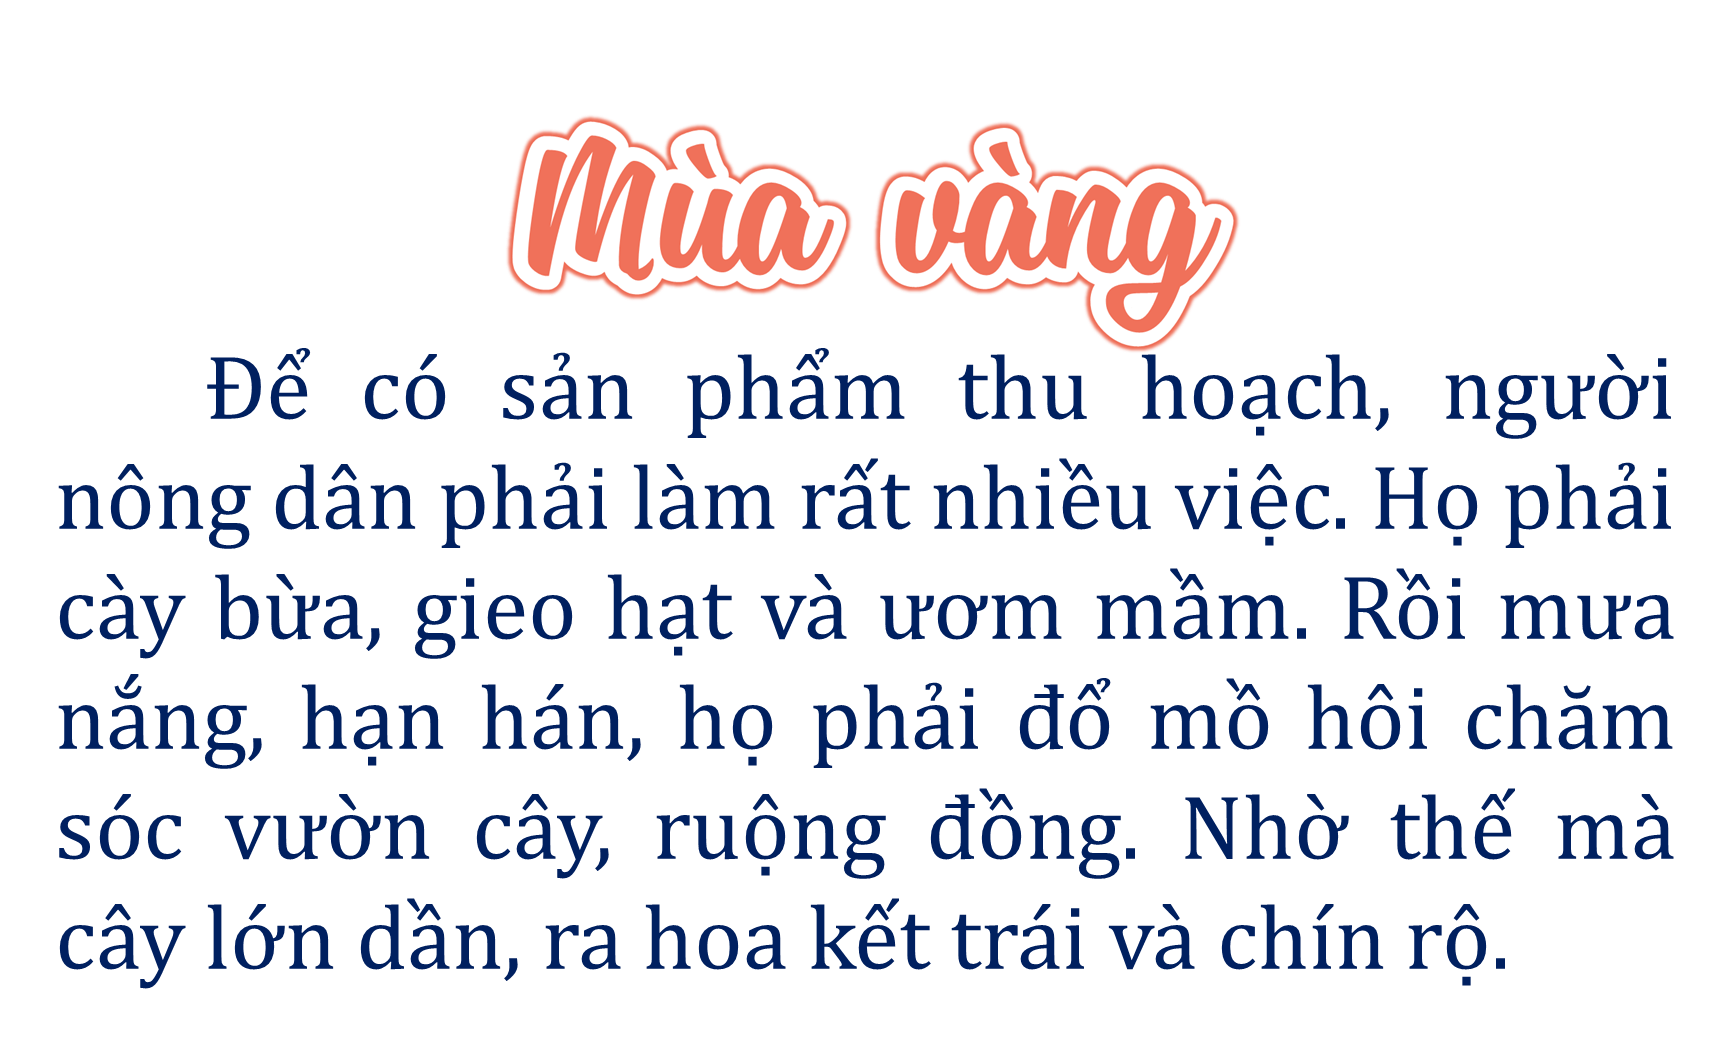 Mùa vàng
Để có sản phẩm thu hoạch, người
nông dân phải làm rất nhiều việc. Họ phải
cày bừa, gieo hạt và ươm mầm. Rồi mưa
nắng, hạn hán, họ phải đổ mồ hôi chăm
sóc vườn cây, ruộng đồng. Nhờ thế mà
cây lớn dần, ra hoa kết trái và chín rộ.